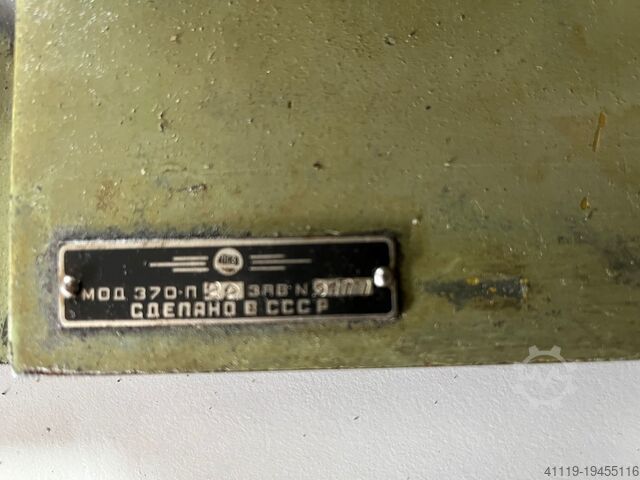 МОД 370-П ЗАВ·N
СДЕЛАНО В СССР
41119-19455116